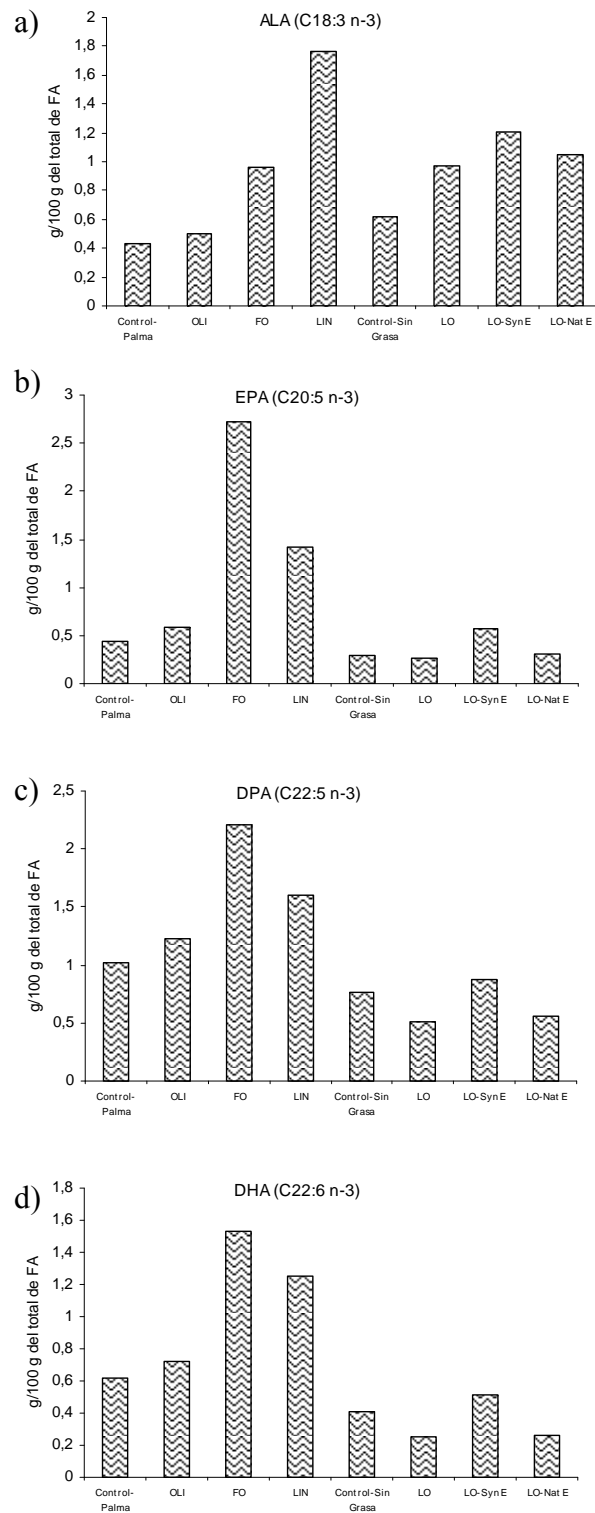 a)
ALA (C18:3 n-3)
g/100 g del total de FA
2
1,8
1,6
1,4
1,2
1
0,8
0,6
0,4
0,2
0
Control-Palma OLI FO LIN Control-Sin Grasa LO LO-Syn E LO-Nat E
b)
EPA (C20:5 n-3)
g/100 g del total de FA
3
2,5
2
1,5
1
0,5
0
Control-Palma OLI FO LIN Control-Sin Grasa LO LO-Syn E LO-Nat E
c)
DPA (C22:5 n-3)
g/100 g del total de FA
2,5
2
1,5
1
0,5
0
Control-Palma OLI FO LIN Control-Sin Grasa LO LO-Syn E LO-Nat E
d)
DHA (C22:6 n-3)
g/100 g del total de FA
1,8
1,6
1,4
1,2
1
0,8
0,6
0,4
0,2
0
Control-Palma OLI FO LIN Control-Sin Grasa LO LO-Syn E LO-Nat E